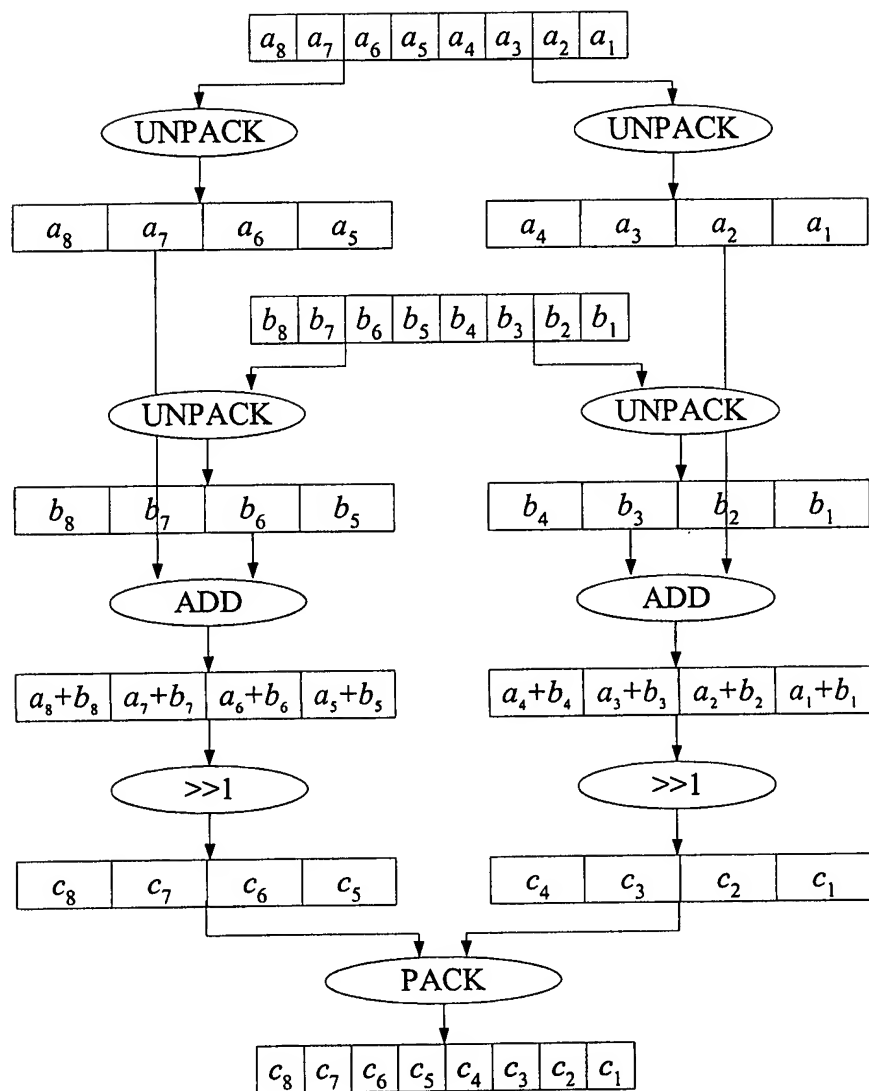 a₈ a₇ a₆ a₅ a₄ a₃ a₂ a₁
UNPACK UNPACK
a₈ a₇ a₆ a₅ a₄ a₃ a₂ a₁
b₈ b₇ b₆ b₅ b₄ b₃ b₂ b₁
UNPACK UNPACK
b₈ b₇ b₆ b₅ b₄ b₃ b₂ b₁
ADD ADD
a₈+b₈ a₇+b₇ a₆+b₆ a₅+b₅ a₄+b₄ a₃+b₃ a₂+b₂ a₁+b₁
>>1 >>1
c₈ c₇ c₆ c₅ c₄ c₃ c₂ c₁
PACK
c₈ c₇ c₆ c₅ c₄ c₃ c₂ c₁